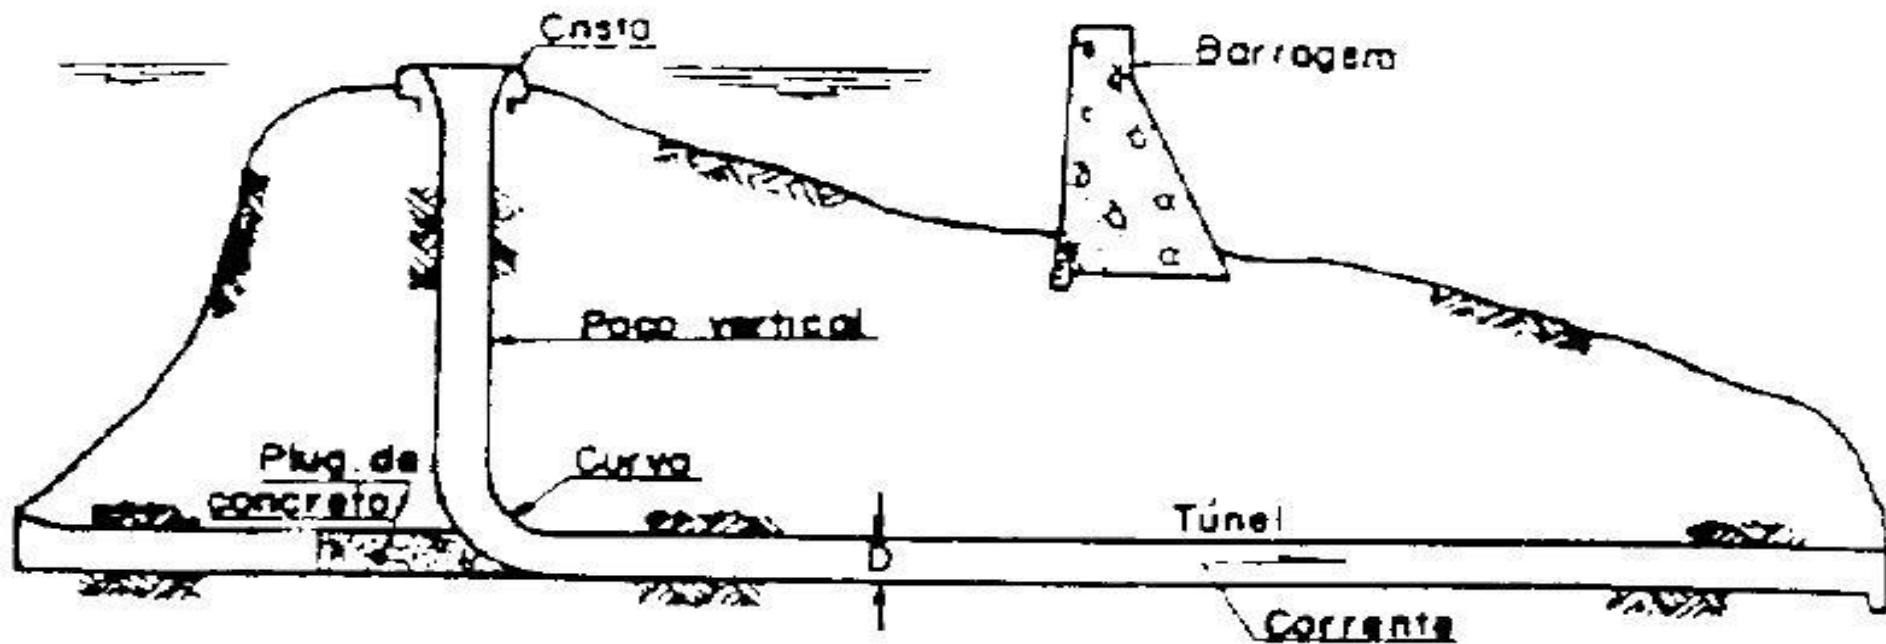 Crista
Barragem
Poço vertical
Plug de
concreto
Curva
Túnel
D
Corrente